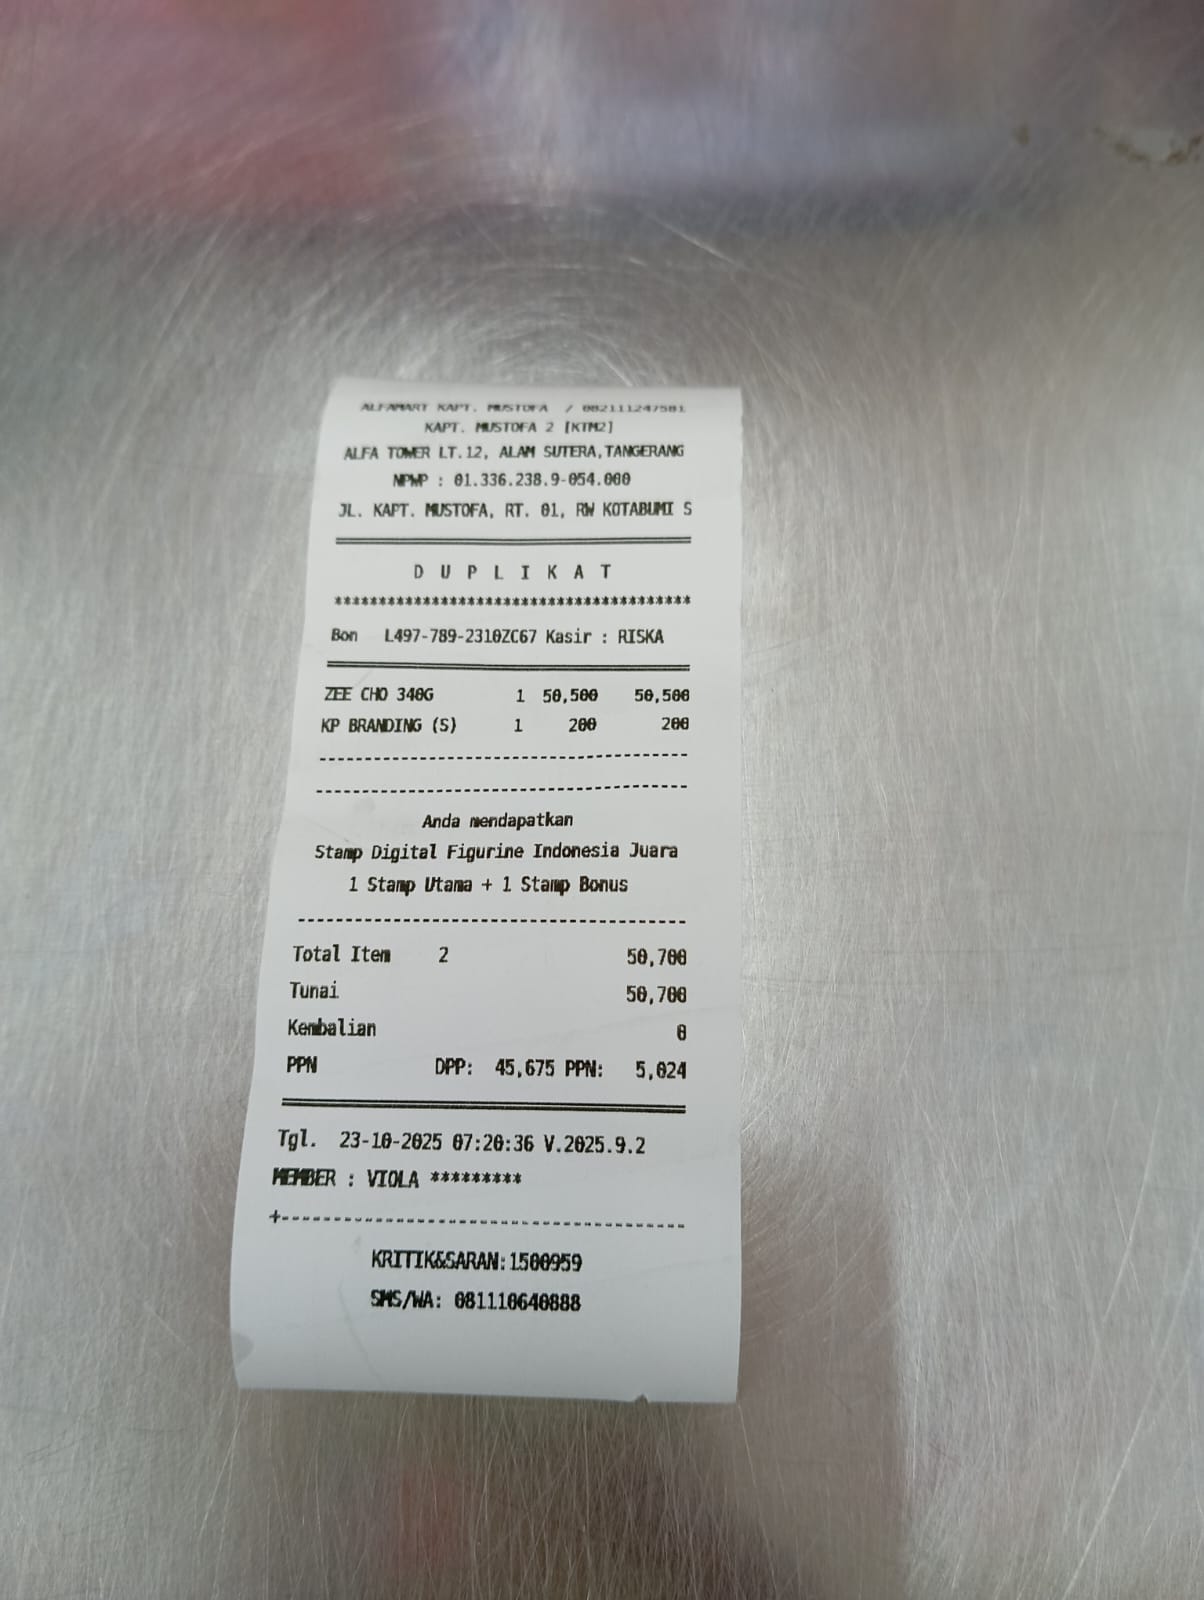 ALFAMART KAPT. MUSTOFA / 082111247581
KAPT. MUSTOFA 2 [KTM2]
ALFA TOWER LT.12, ALAM SUTERA,TANGERANG
NPWP : 01.336.238.9-054.000
JL. KAPT. MUSTOFA, RT. 01, RW KOTABUMI S
D U P L I K A T
****************************************
Bon L497-789-2310ZC67 Kasir : RISKA
ZEE CHO 340G 1 50,500 50,500
KP BRANDING (S) 1 200 200
----------------------------------------
----------------------------------------
Anda mendapatkan
Stamp Digital Figurine Indonesia Juara
1 Stamp Utama + 1 Stamp Bonus
----------------------------------------
Total Item 2 50,700
Tunai 50,700
Kembalian 0
PPN DPP: 45,675 PPN: 5,024
Tgl. 23-10-2025 07:20:36 V.2025.9.2
MEMBER : VIOLA *********
+---------------------------------------
KRITIK&SARAN:1500959
SMS/WA: 081110640888